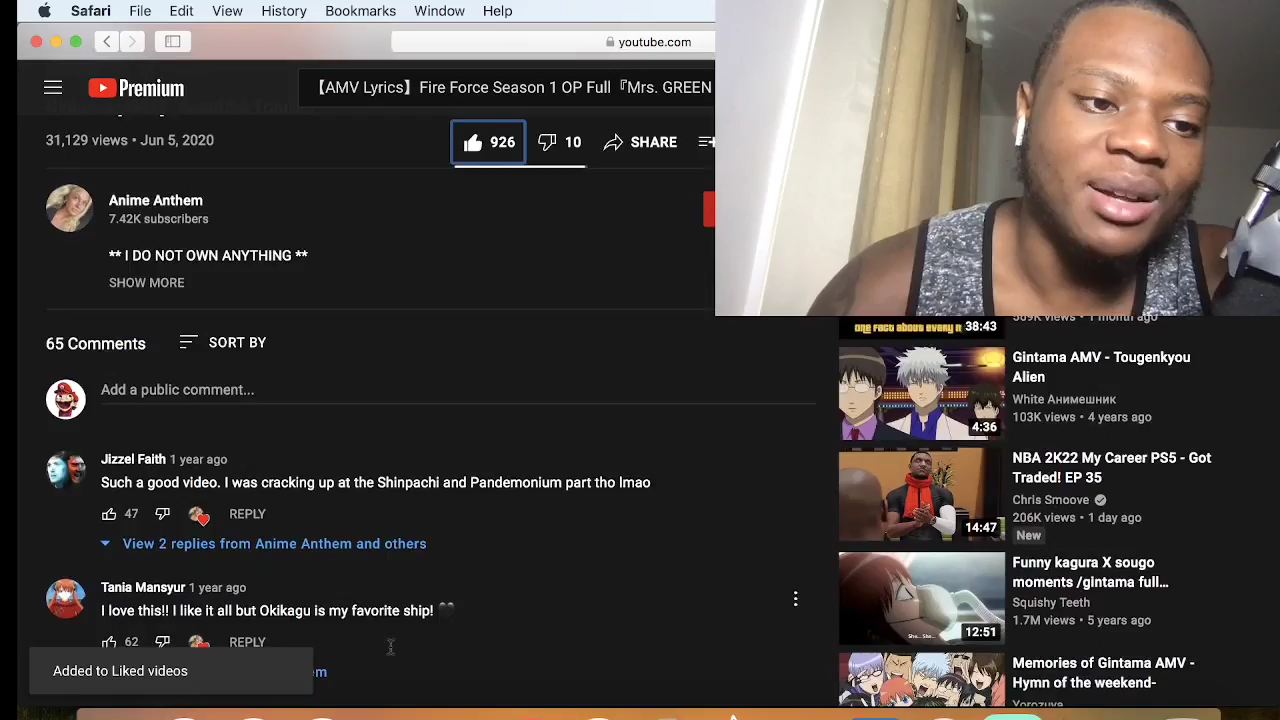 Safari File Edit View History Bookmarks Window Help
youtube.com
Premium
【AMV Lyrics】Fire Force Season 1 OP Full『Mrs. GREEN
31,129 views • Jun 5, 2020
926
10
SHARE
Anime Anthem
7.42K subscribers
** I DO NOT OWN ANYTHING **
SHOW MORE
65 Comments
SORT BY
Add a public comment...
Jizzel Faith 1 year ago
Such a good video. I was cracking up at the Shinpachi and Pandemonium part tho lmao
47
REPLY
View 2 replies from Anime Anthem and others
Tania Mansyur 1 year ago
I love this!! I like it all but Okikagu is my favorite ship! 🖤
62
REPLY
em
Added to Liked videos
38:43
views • 1 month ago
Gintama AMV - Tougenkyou
Alien
White Анимешник
103K views • 4 years ago
4:36
NBA 2K22 My Career PS5 - Got
Traded! EP 35
Chris Smoove
206K views • 1 day ago
New
14:47
Funny kagura X sougo
moments /gintama full...
Squishy Teeth
1.7M views • 5 years ago
She... She...
12:51
Memories of Gintama AMV -
Hymn of the weekend-
Yorozuya